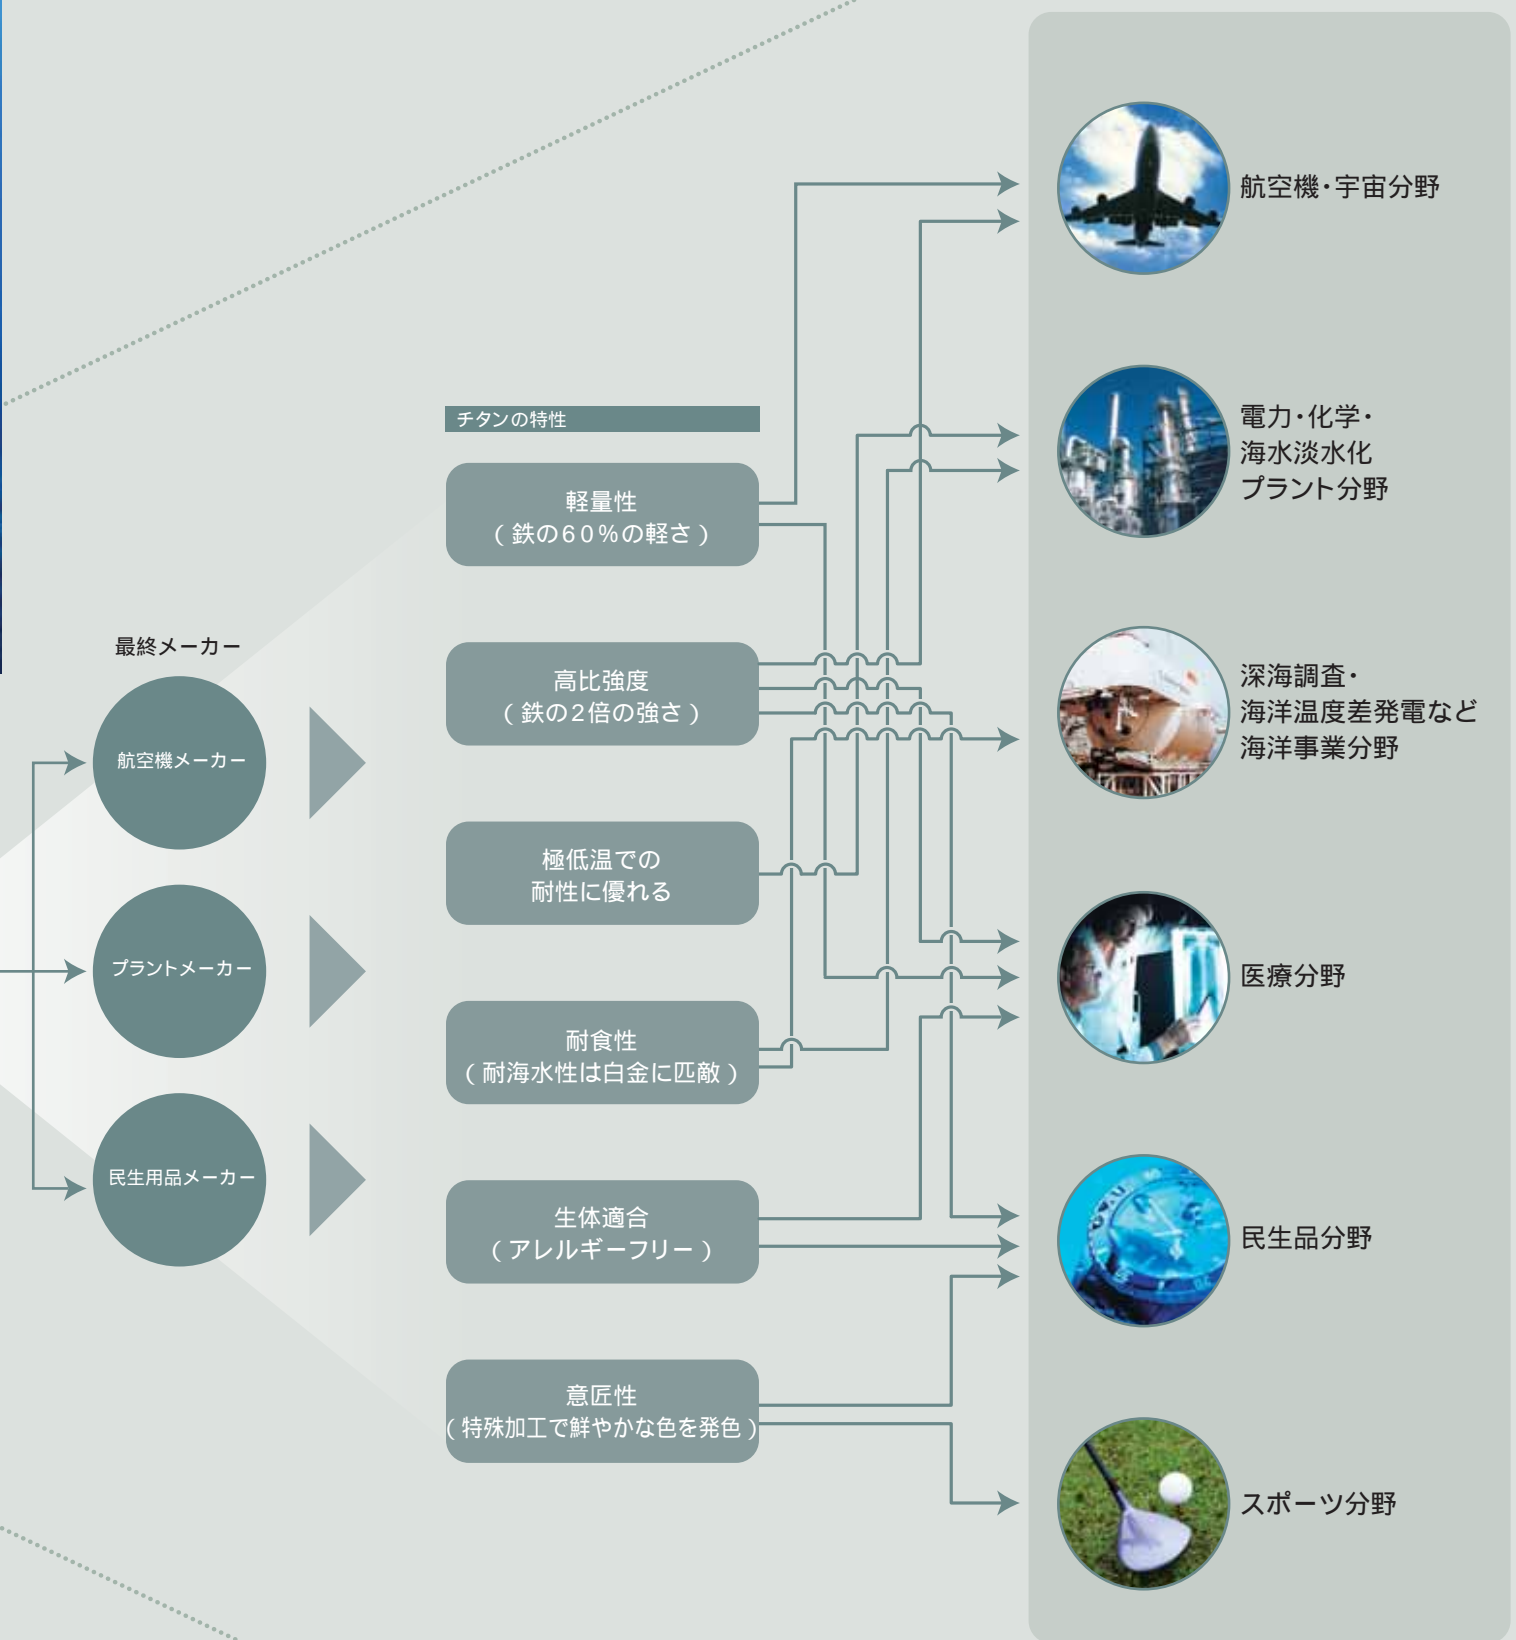 最終メーカー
航空機メーカー
プラントメーカー
民生用品メーカー
チタンの特性
軽量性
（鉄の60％の軽さ）
高比強度
（鉄の2倍の強さ）
極低温での
耐性に優れる
耐食性
（耐海水性は白金に匹敵）
生体適合
（アレルギーフリー）
意匠性
（特殊加工で鮮やかな色を発色）
航空機・宇宙分野
電力・化学・
海水淡水化
プラント分野
深海調査・
海洋温度差発電など
海洋事業分野
医療分野
民生品分野
スポーツ分野